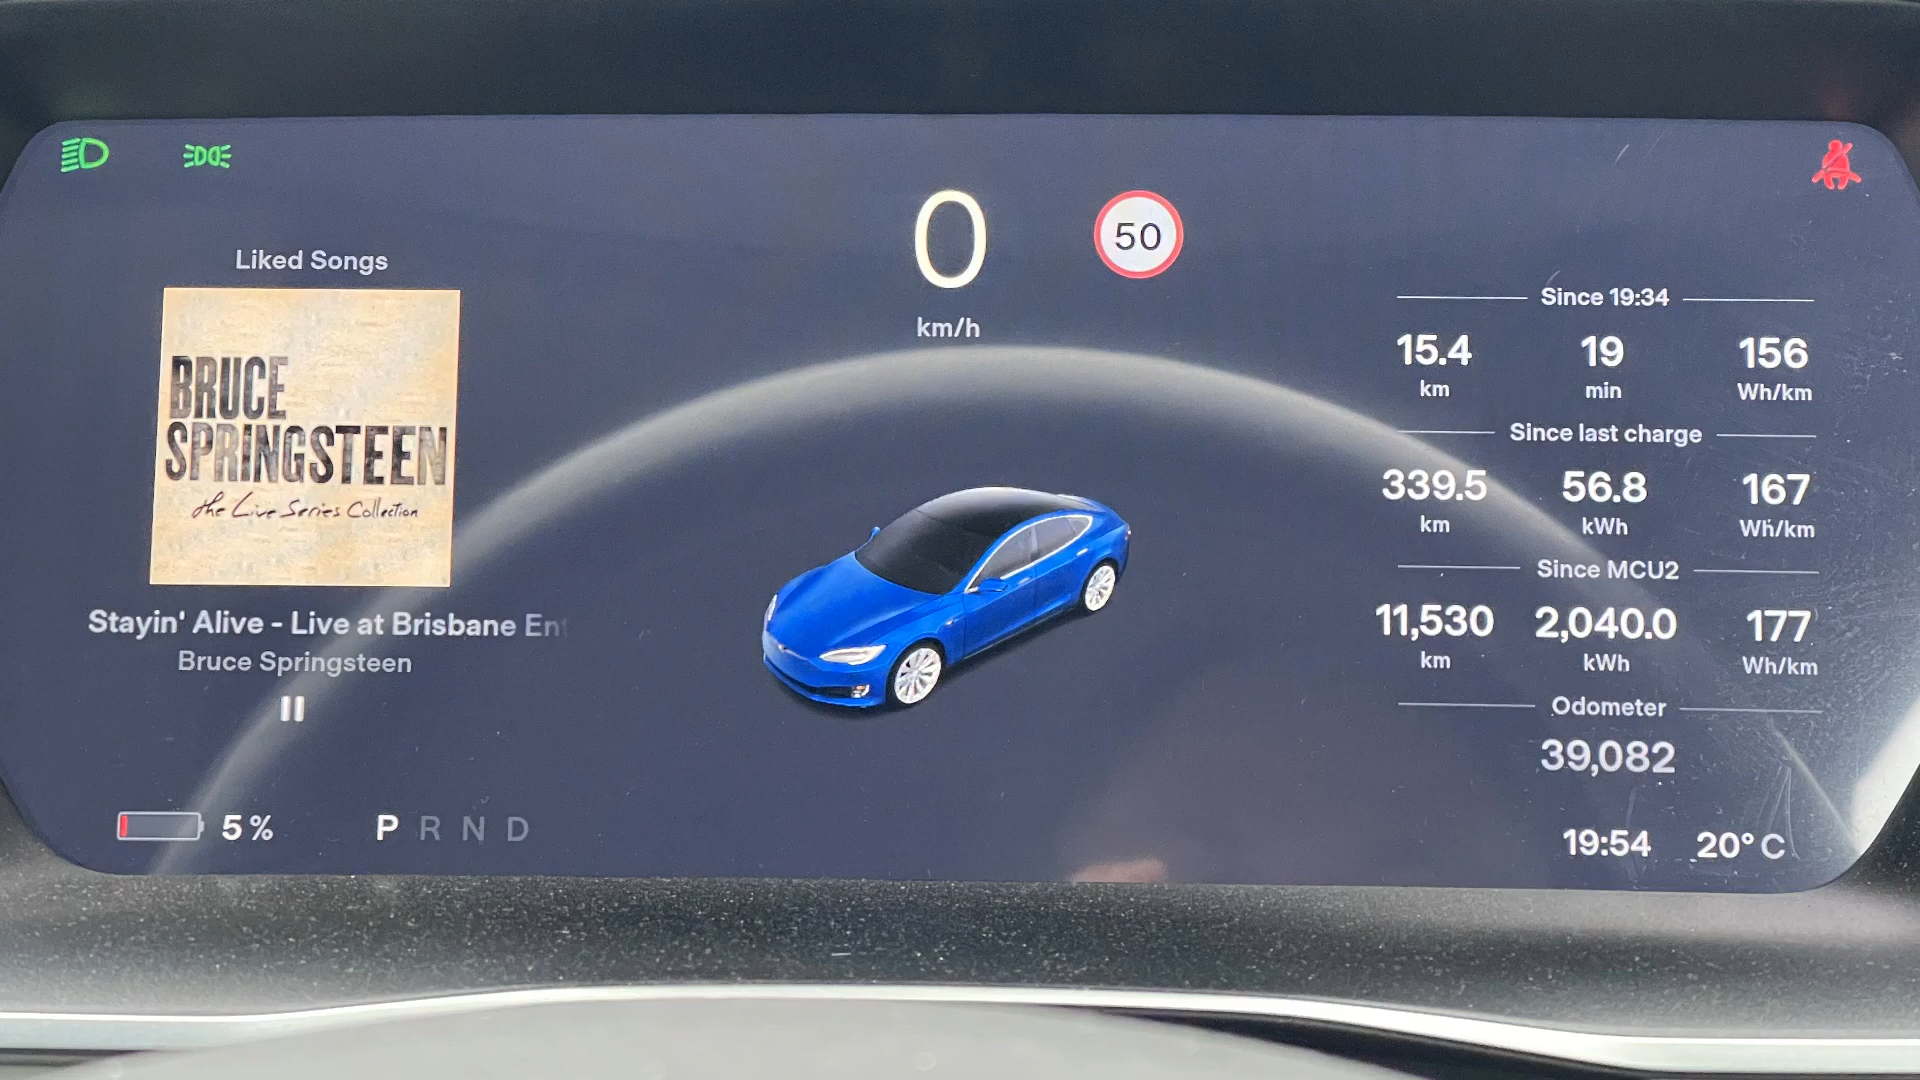 Liked Songs
BRUCE
SPRINGSTEEN
the Live Series Collection
Stayin' Alive - Live at Brisbane Ent
Bruce Springsteen
5 %
P R N D
0
km/h
50
Since 19:34
15.4 19 156
km min Wh/km
Since last charge
339.5 56.8 167
km kWh Wh/km
Since MCU2
11,530 2,040.0 177
km kWh Wh/km
Odometer
39,082
19:54 20° C